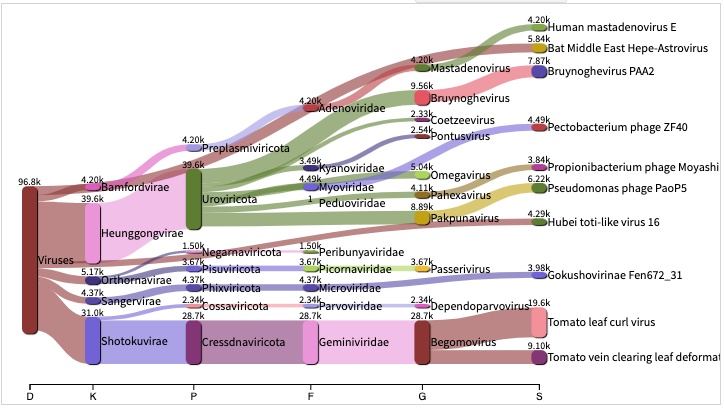 4.20k
Human mastadenovirus E
5.84k
Bat Middle East Hepe-Astrovirus
4.20k
Mastadenovirus
7.87k
Bruynoghevirus PAA2
9.56k
Bruynoghevirus
4.20k
Adenoviridae
2.33k
Coetzeevirus
4.49k
Pectobacterium phage ZF40
2.54k
Pontusvirus
4.20k
Preplasmiviricota
3.49k
Kyanoviridae
5.04k
Omegavirus
3.84k
Propionibacterium phage Moyashi
39.6k
Uroviricota
96.8k
4.20k
Bamfordvirae
4.49k
Myoviridae
4.11k
Pahexavirus
6.22k
Pseudomonas phage PaoP5
1
Peduoviridae
39.6k
Heunggongvirae
8.89k
Pakpunavirus
4.29k
Hubei toti-like virus 16
Viruses
1.50k
Negarnaviricota
1.50k
Peribunyaviridae
3.67k
Pisuviricota
3.67k
Picornaviridae
3.67k
Passerivirus
3.98k
Gokushovirinae Fen672_31
5.17k
Orthornavirae
4.37k
Phixviricota
4.37k
Microviridae
4.37k
Sangervirae
2.34k
Cossaviricota
2.34k
Parvoviridae
2.34k
Dependoparvovirus
19.6k
Tomato leaf curl virus
31.0k
Shotokuvirae
28.7k
Cressdnaviricota
28.7k
Geminiviridae
28.7k
Begomovirus
9.10k
Tomato vein clearing leaf deformat
D K P F G S